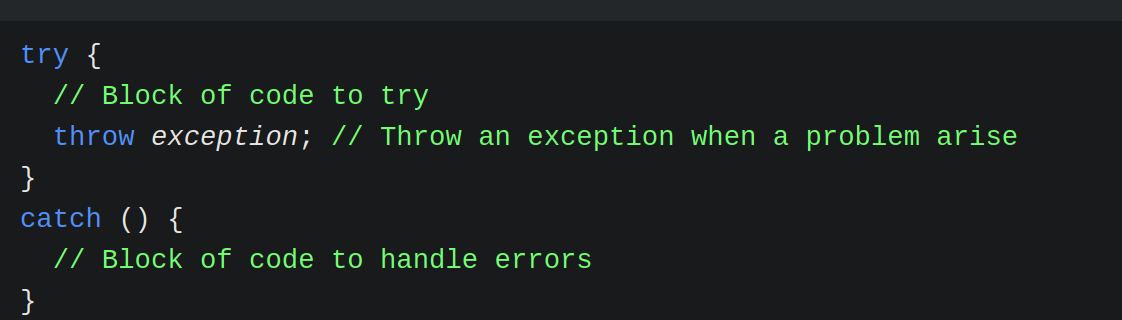 try {
  // Block of code to try
  throw exception; // Throw an exception when a problem arise
}
catch () {
  // Block of code to handle errors
}